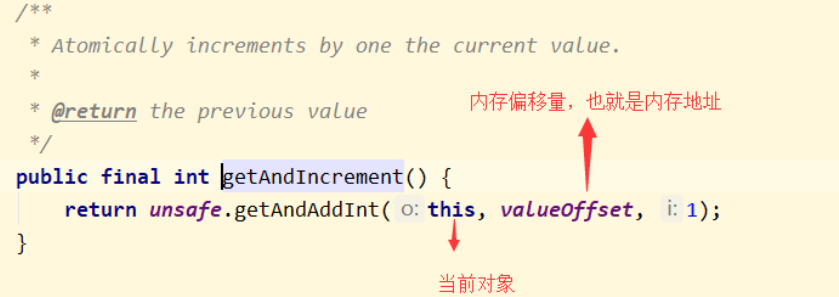 /**
* Atomically increments by one the current value.
*
* @return the previous value
*/
内存偏移量，也就是内存地址
public final int getAndIncrement() {
return unsafe.getAndAddInt( o: this, valueOffset, i: 1);
}
当前对象